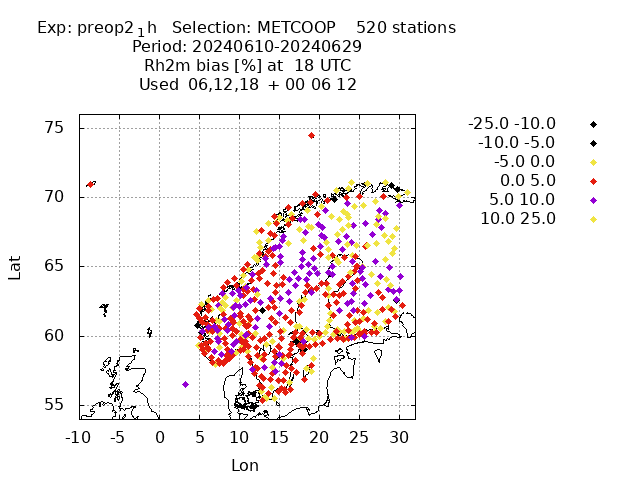 Exp: preop2₁h   Selection: METCOOP    520 stations
Period: 20240610-20240629
Rh2m bias [%] at  18 UTC
Used  06,12,18  + 00 06 12
-25.0 -10.0
-10.0 -5.0
-5.0 0.0
0.0 5.0
5.0 10.0
10.0 25.0
75
70
65
60
55
Lat
-10 -5 0 5 10 15 20 25 30
Lon